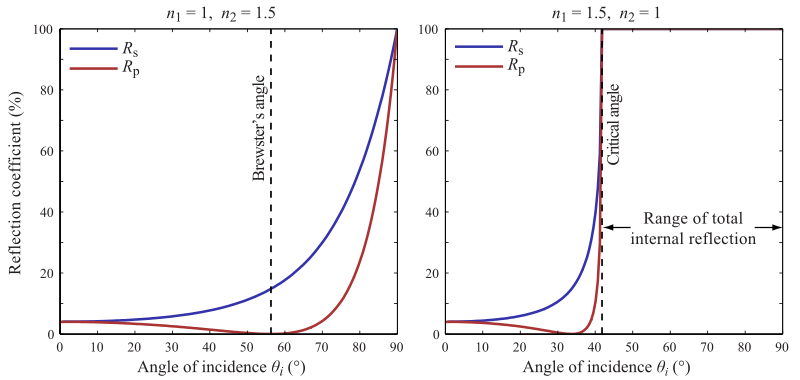 n₁ = 1, n₂ = 1.5
Reflection coefficient (%)
100
80
60
40
20
0
Rₛ
Rₚ
Brewster's angle
0 10 20 30 40 50 60 70 80 90
Angle of incidence θᵢ (°)
n₁ = 1.5, n₂ = 1
100
80
60
40
20
0
Rₛ
Rₚ
Critical angle
Range of total
internal reflection
0 10 20 30 40 50 60 70 80 90
Angle of incidence θᵢ (°)